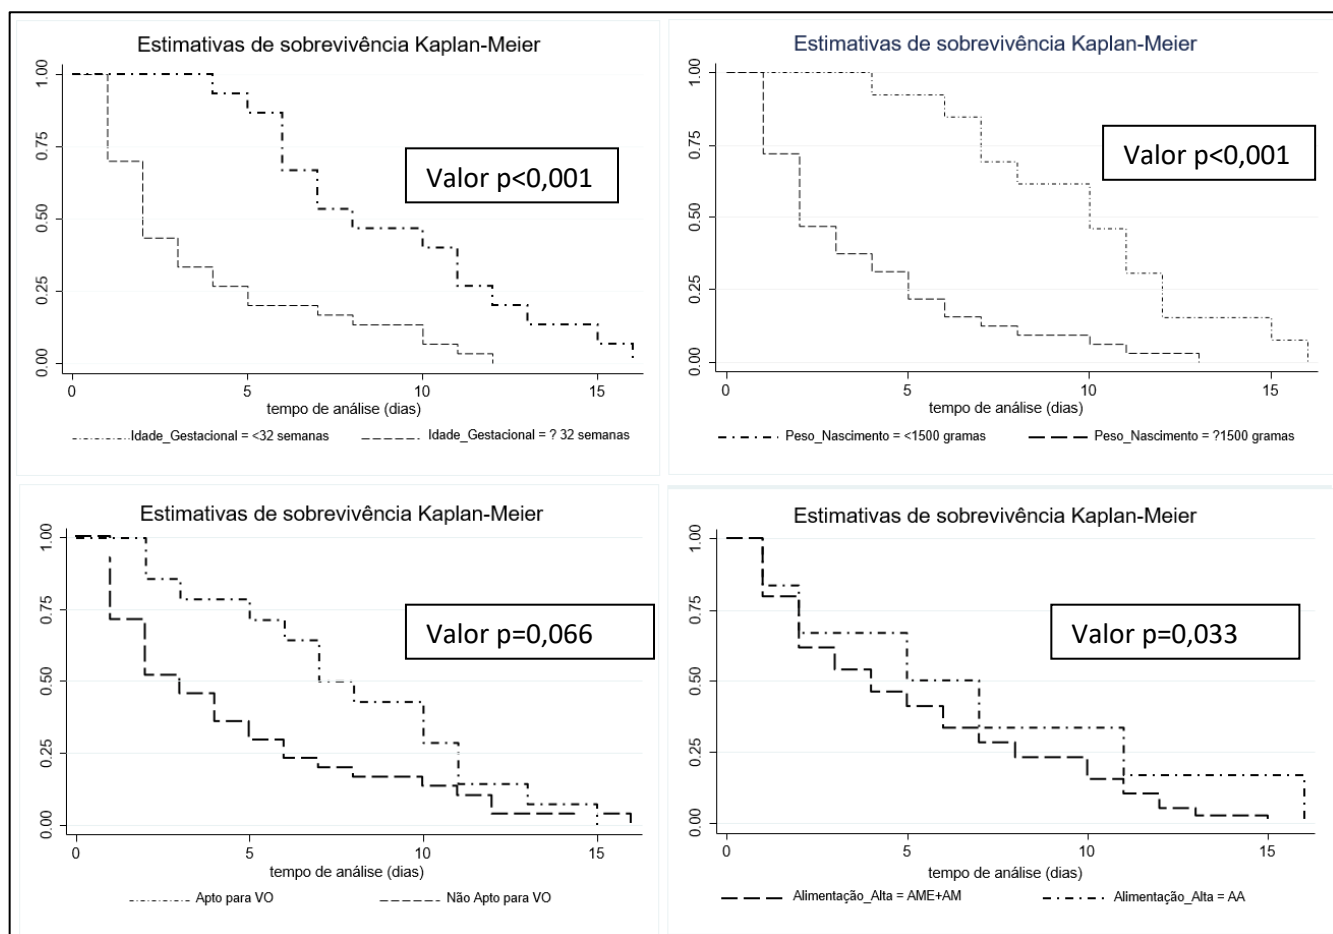 Estimativas de sobrevivência Kaplan-Meier
1.00
0.75
0.50
0.25
0.00
Valor p<0,001
0 5 10 15
tempo de análise (dias)
Idade_Gestacional = <32 semanas Idade_Gestacional = ? 32 semanas
Estimativas de sobrevivência Kaplan-Meier
1.00
0.75
0.50
0.25
0.00
Valor p<0,001
0 5 10 15
tempo de análise (dias)
Peso_Nascimento = <1500 gramas Peso_Nascimento = ?1500 gramas
Estimativas de sobrevivência Kaplan-Meier
1.00
0.75
0.50
0.25
0.00
Valor p=0,066
0 5 10 15
tempo de análise (dias)
Apto para VO Não Apto para VO
Estimativas de sobrevivência Kaplan-Meier
1.00
0.75
0.50
0.25
0.00
Valor p=0,033
0 5 10 15
tempo de análise (dias)
Alimentação_Alta = AME+AM Alimentação_Alta = AA